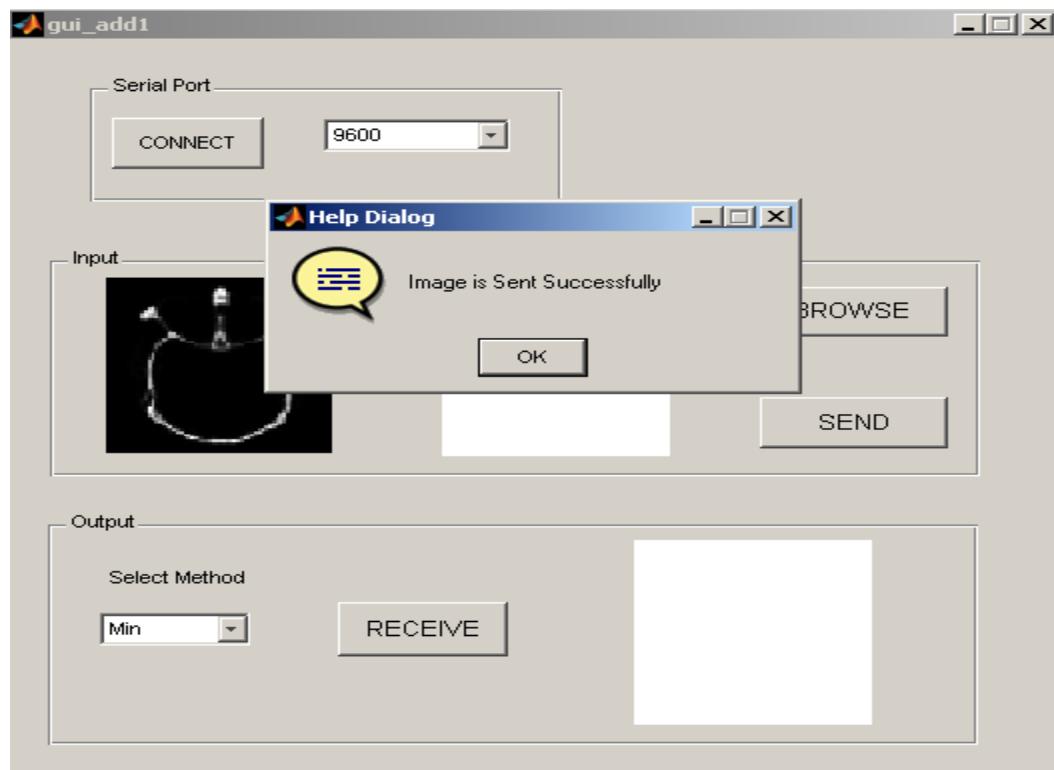 gui_add1
Serial Port
CONNECT
9600
Help Dialog
Input
Image is Sent Successfully
BROWSE
OK
SEND
Output
Select Method
Min
RECEIVE